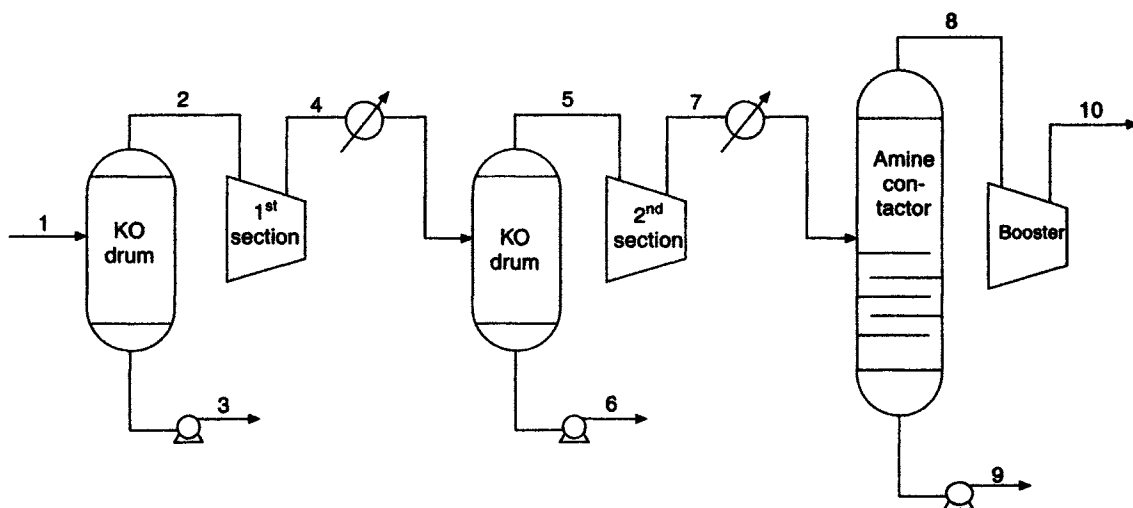 8
2
4
5
7
10
Amine
con-
tactor
1
KO
drum
1st
section
KO
drum
2nd
section
Booster
3
6
9